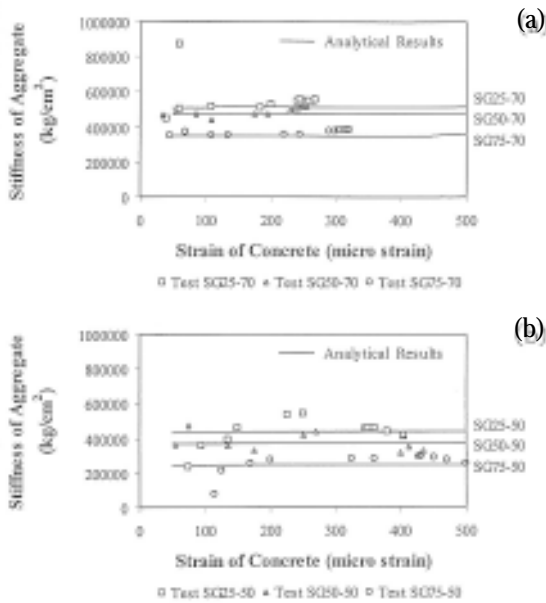 (a)
1000000
800000
600000
400000
200000
0
Stiffness of Aggregate
(kg/cm²)
Analytical Results
SG25-70
SG50-70
SG75-70
0 100 200 300 400 500
Strain of Concrete (micro strain)
Test SG25-70 Test SG50-70 Test SG75-70
(b)
1000000
800000
600000
400000
200000
0
Stiffness of Aggregate
(kg/cm²)
Analytical Results
SG25-50
SG50-50
SG75-50
0 100 200 300 400 500
Strain of Concrete (micro strain)
Test SG25-50 Test SG50-50 Test SG75-50